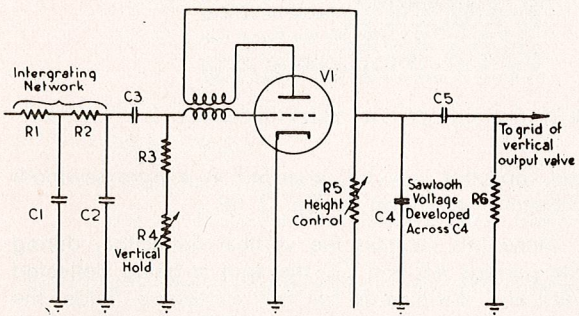 Intergrating
Network
R1
R2
C3
V1
C5
To grid of
vertical
output valve
R3
C1
C2
R4
Vertical
Hold
R5
Height
Control
C4
Sawtooth
Voltage
Developed
Across C4
R6